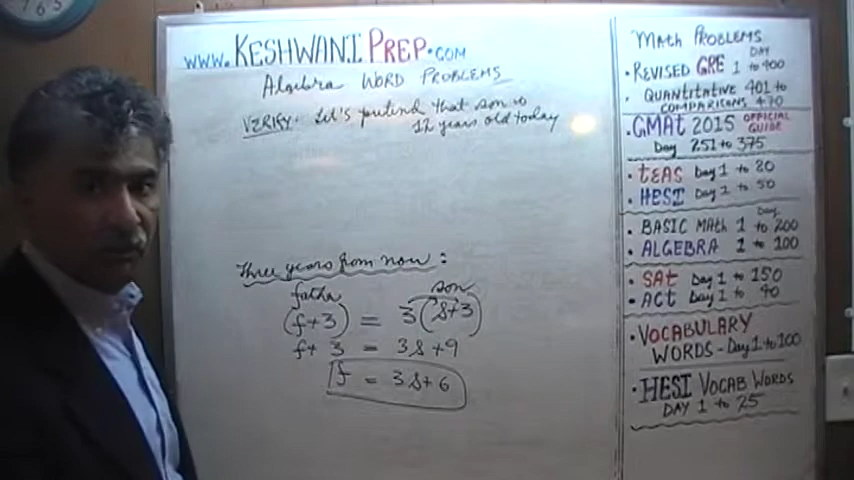 www.KESHWANIPREP.COM
Algebra WORD PROBLEMS
VERIFY: Let's pretend that son is
12 years old today
Three years from now:
father son
(f+3) = 3(s+3)
f+ 3 = 3s+9
f = 3s+6
MATH PROBLEMS
• REVISED GRE DAY 1 to 400
• QUANTITATIVE 401 to
COMPARISONS 470
• GMAT 2015 OFFICIAL GUIDE
Day 251 to 375
• TEAS Day 1 to 20
• HESI Day 1 to 50
Day
• BASIC MATH 1 to 200
• ALGEBRA 1 to 100
• SAT Day 1 to 150
• ACT Day 1 to 40
• VOCABULARY
WORDS - Day 1 to 100
• HESI VOCAB WORDS
DAY 1 to 25